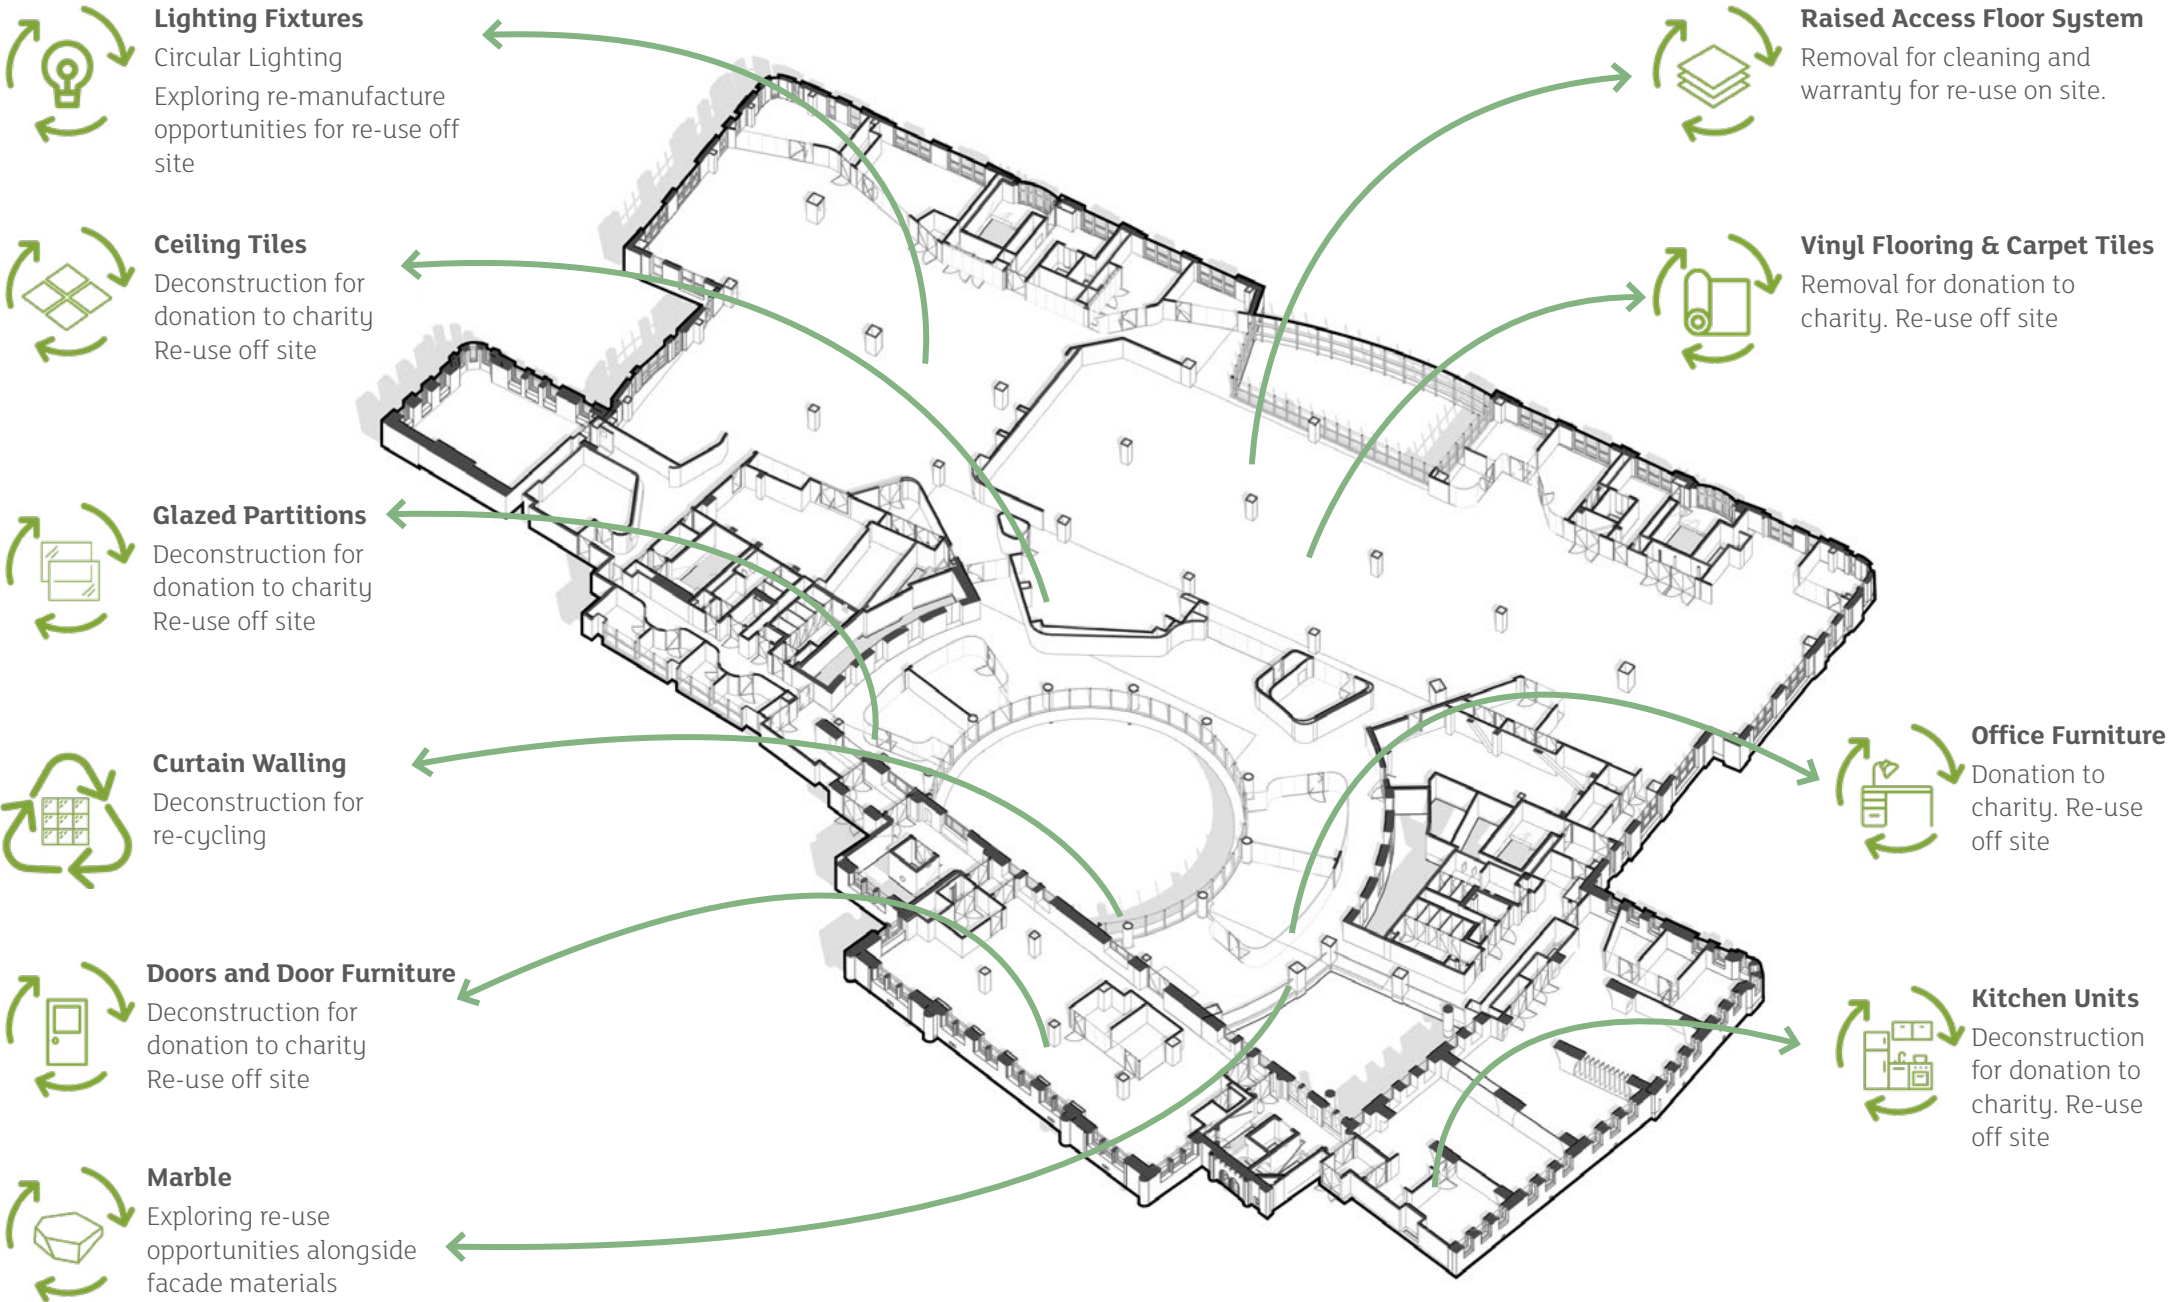 Lighting Fixtures
Circular Lighting
Exploring re-manufacture
opportunities for re-use off
site
Ceiling Tiles
Deconstruction for
donation to charity
Re-use off site
Glazed Partitions
Deconstruction for
donation to charity
Re-use off site
Curtain Walling
Deconstruction for
re-cycling
Doors and Door Furniture
Deconstruction for
donation to charity
Re-use off site
Marble
Exploring re-use
opportunities alongside
facade materials
Raised Access Floor System
Removal for cleaning and
warranty for re-use on site.
Vinyl Flooring & Carpet Tiles
Removal for donation to
charity. Re-use off site
Office Furniture
Donation to
charity. Re-use
off site
Kitchen Units
Deconstruction
for donation to
charity. Re-use
off site